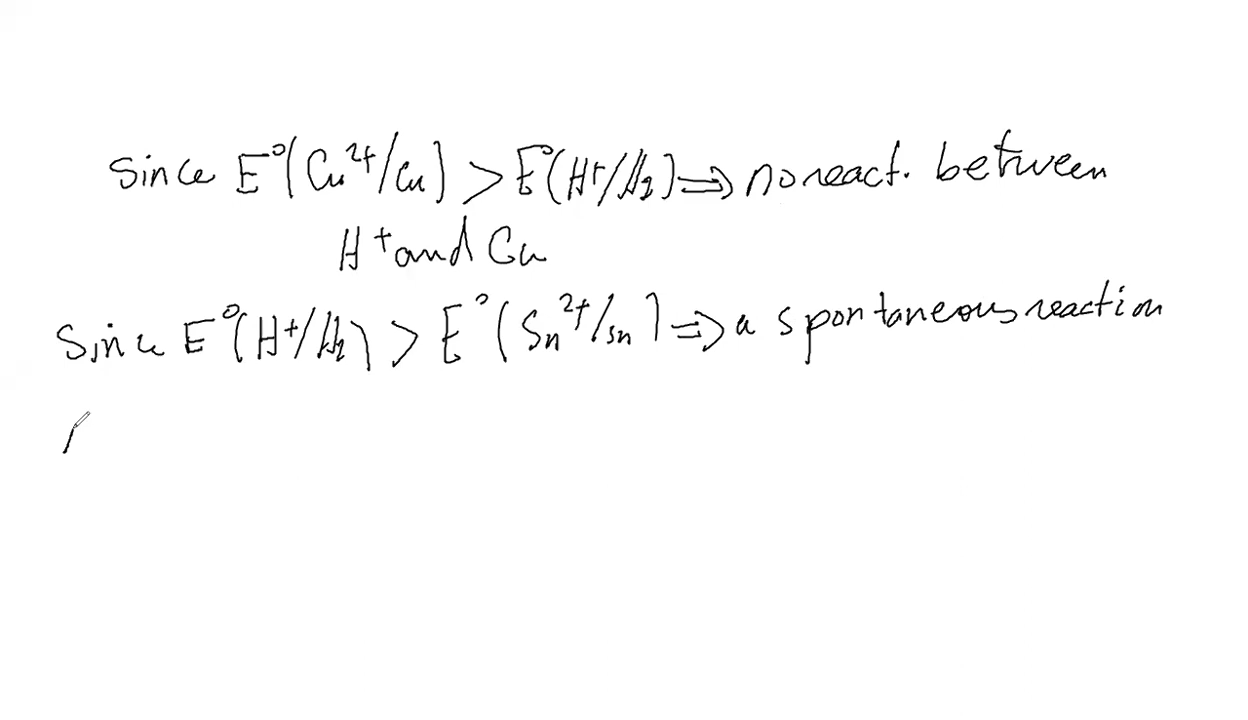 Since E°(Cu²⁺/Cu) > E°(H⁺/H₂) ⇒ no react. between
H⁺ and Cu
Since E°(H⁺/H₂) > E°(Sn²⁺/Sn) ⇒ a spontaneous reaction